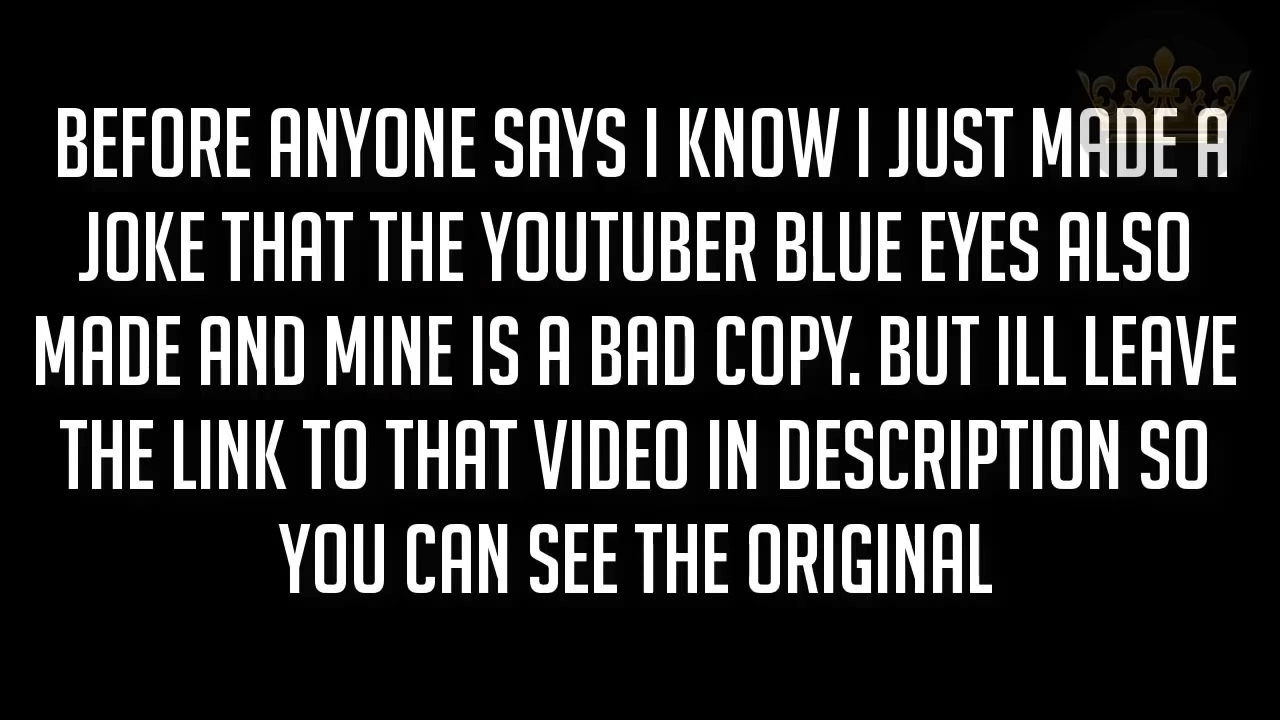 BEFORE ANYONE SAYS I KNOW I JUST MADE A
JOKE THAT THE YOUTUBER BLUE EYES ALSO
MADE AND MINE IS A BAD COPY. BUT ILL LEAVE
THE LINK TO THAT VIDEO IN DESCRIPTION SO
YOU CAN SEE THE ORIGINAL